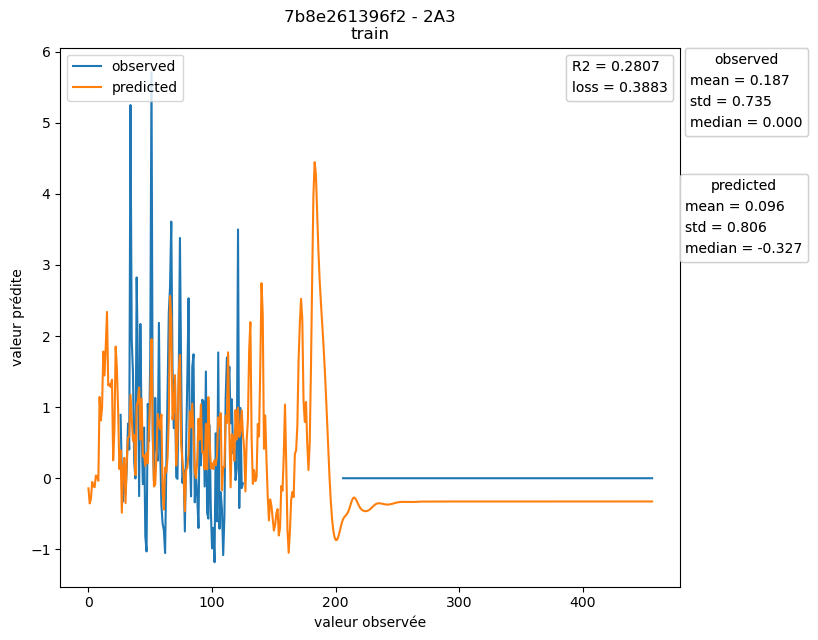 7b8e261396f2 - 2A3
train
observed
predicted
R2 = 0.2807
loss = 0.3883
observed
mean = 0.187
std = 0.735
median = 0.000
predicted
mean = 0.096
std = 0.806
median = -0.327
6
5
4
3
2
1
0
−1
valeur prédite
0
100
200
300
400
valeur observée